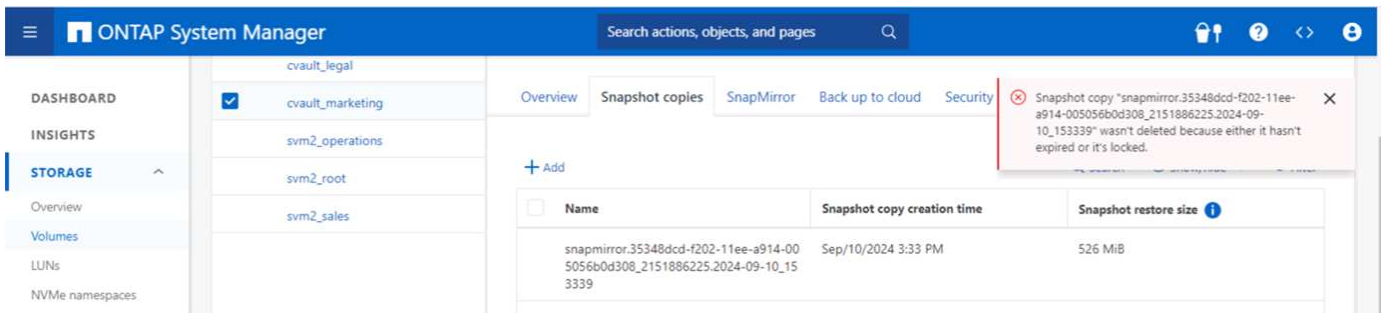 ONTAP System Manager
Search actions, objects, and pages
DASHBOARD
INSIGHTS
STORAGE
Overview
Volumes
LUNs
NVMe namespaces
cvault_legal
cvault_marketing
svm2_operations
svm2_root
svm2_sales
Overview Snapshot copies SnapMirror Back up to cloud Security
Snapshot copy "snapmirror.35348dcd-f202-11ee-
a914-005056b0d308_2151886225.2024-09-
10_153339" wasn't deleted because either it hasn't
expired or it's locked.
Add
Name Snapshot copy creation time Snapshot restore size
snapmirror.35348dcd-f202-11ee-a914-00
5056b0d308_2151886225.2024-09-10_15
3339
Sep/10/2024 3:33 PM
526 MiB